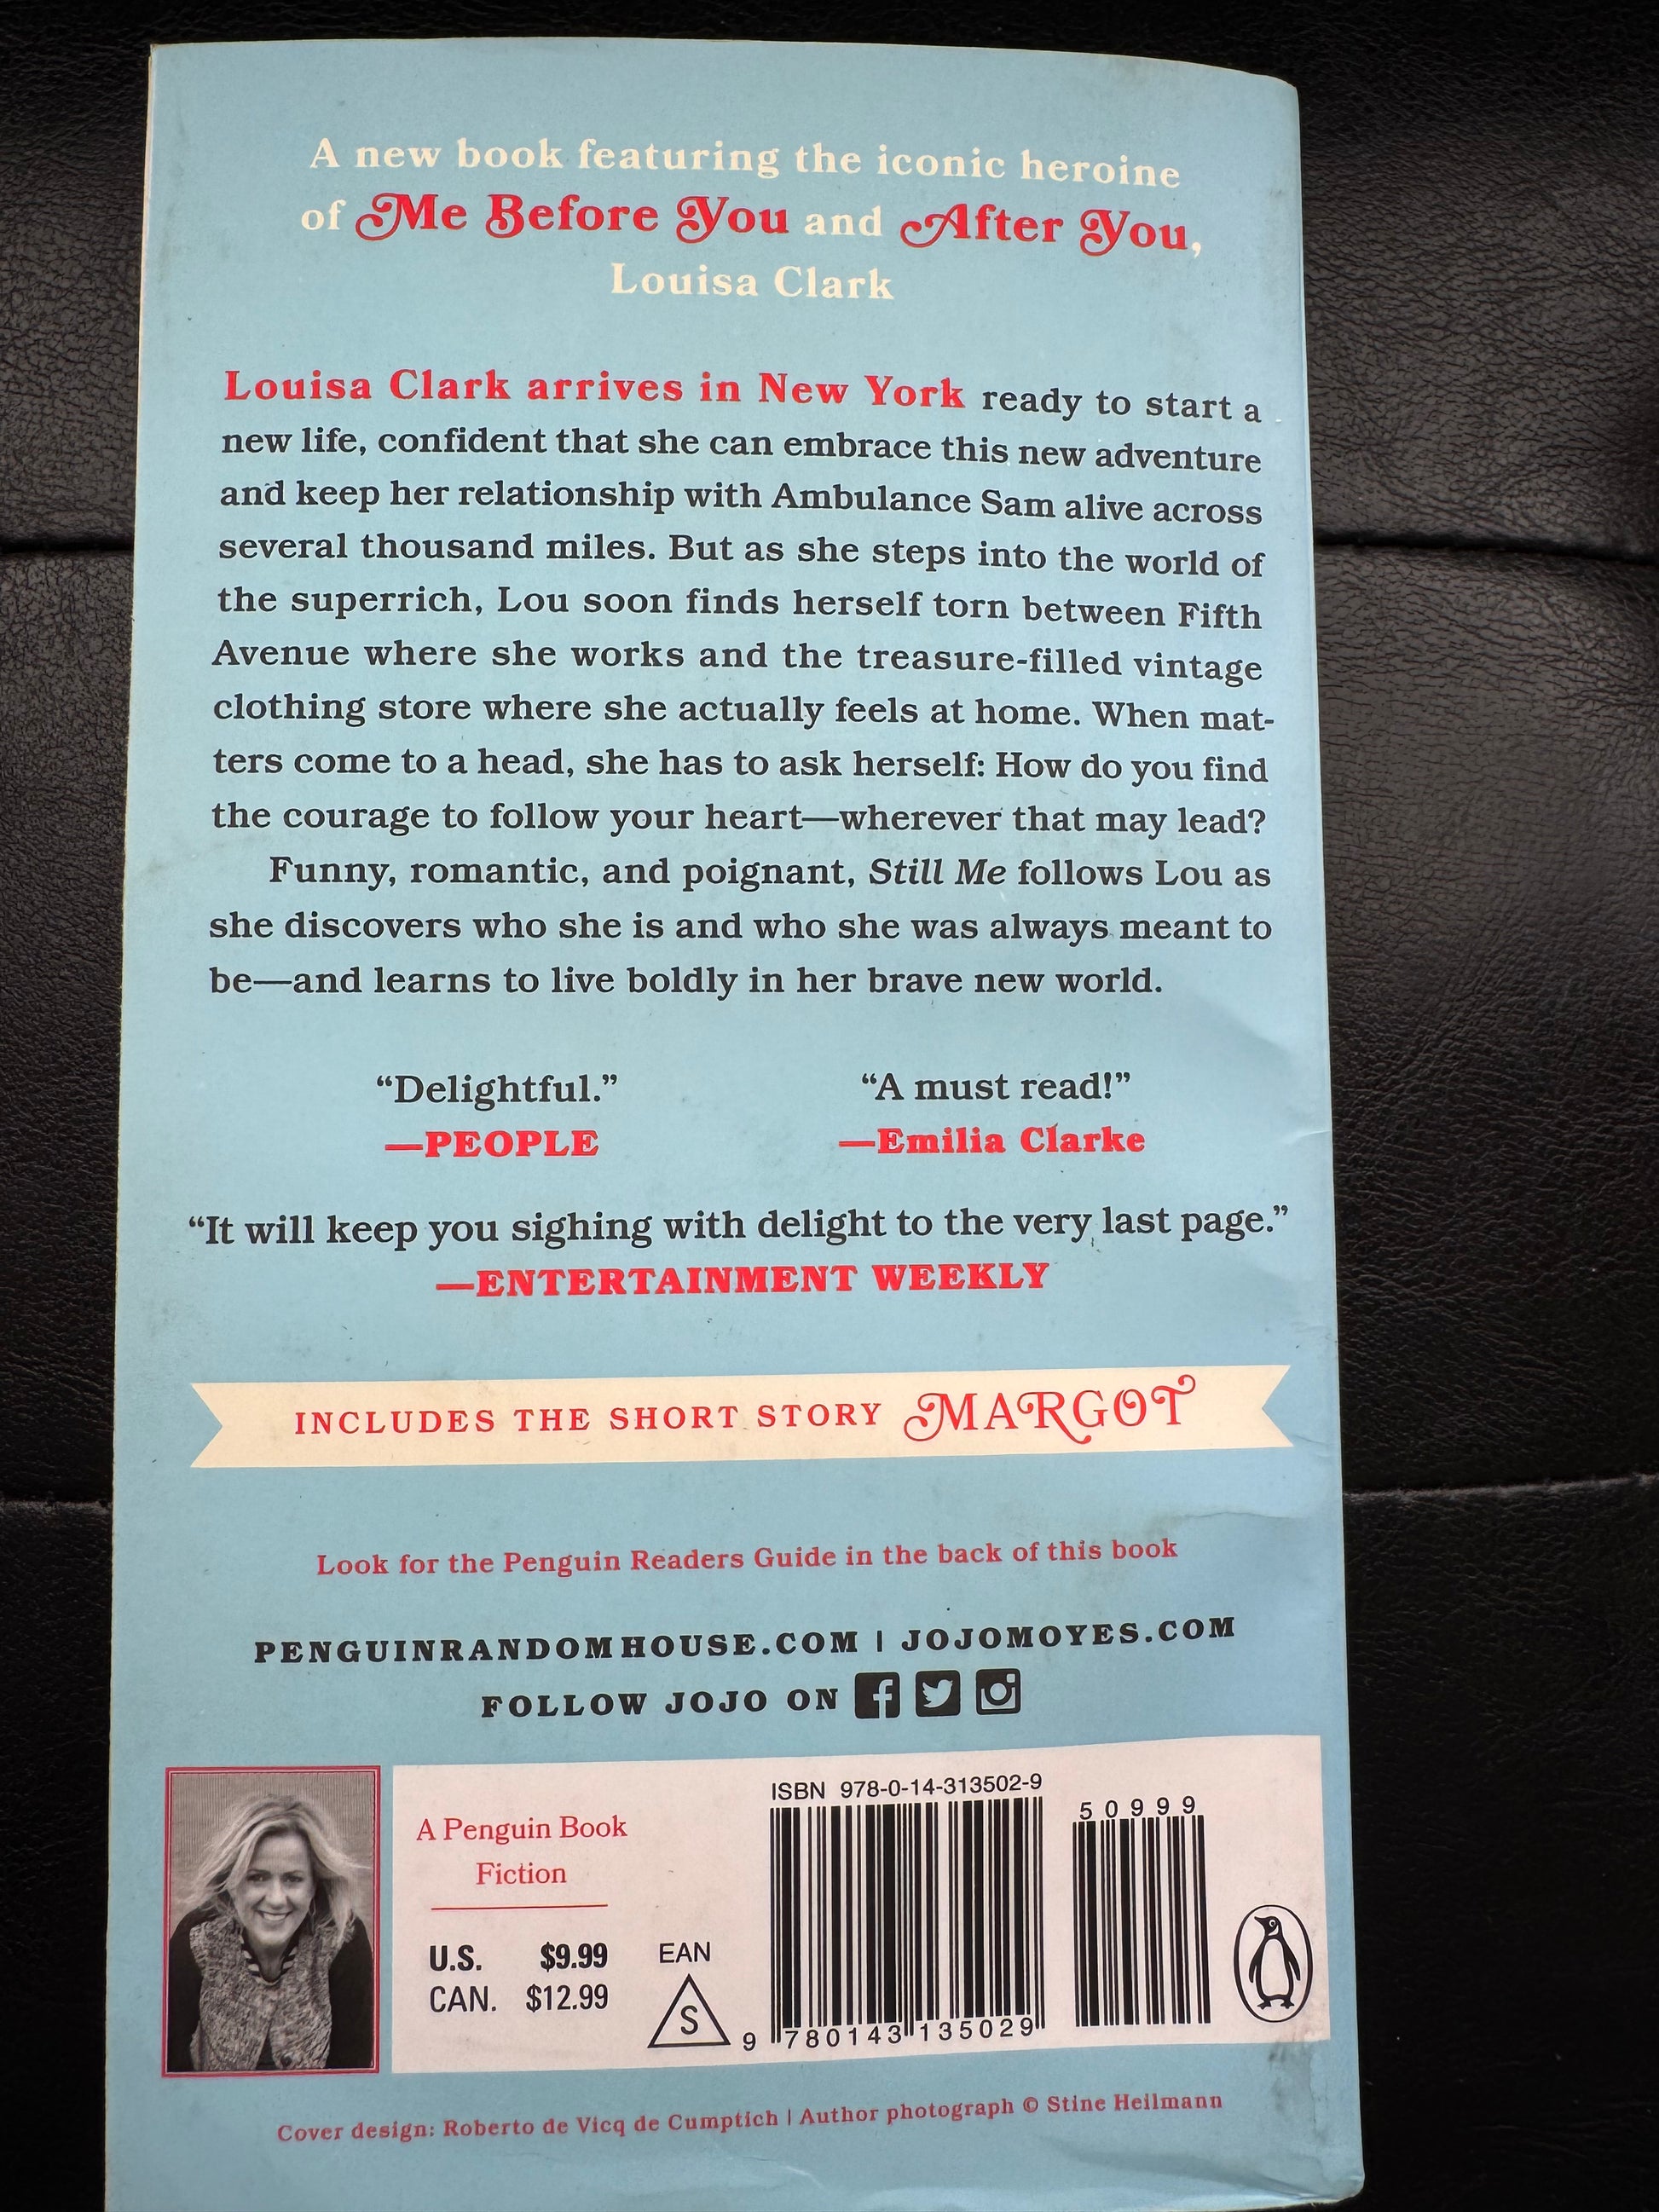 A new book featuring the iconic heroine
of Me Before You and After You,
Louisa Clark
Louisa Clark arrives in New York ready to start a
new life, confident that she can embrace this new adventure
and keep her relationship with Ambulance Sam alive across
several thousand miles. But as she steps into the world of
the superrich, Lou soon finds herself torn between Fifth
Avenue where she works and the treasure-filled vintage
clothing store where she actually feels at home. When mat-
ters come to a head, she has to ask herself: How do you find
the courage to follow your heart—wherever that may lead?
Funny, romantic, and poignant, Still Me follows Lou as
she discovers who she is and who she was always meant to
be—and learns to live boldly in her brave new world.
“Delightful.”
—PEOPLE
“A must read!”
—Emilia Clarke
“It will keep you sighing with delight to the very last page.”
—ENTERTAINMENT WEEKLY
INCLUDES THE SHORT STORY MARGOT
Look for the Penguin Readers Guide in the back of this book
PENGUINRANDOMHOUSE.COM | JOJOMOYES.COM
FOLLOW JOJO ON
A Penguin Book
Fiction
U.S. $9.99
CAN. $12.99
EAN
S
ISBN 978-0-14-313502-9
9 780143 135029
50999
Cover design: Roberto de Vicq de Cumptich | Author photograph © Stine Heilmann